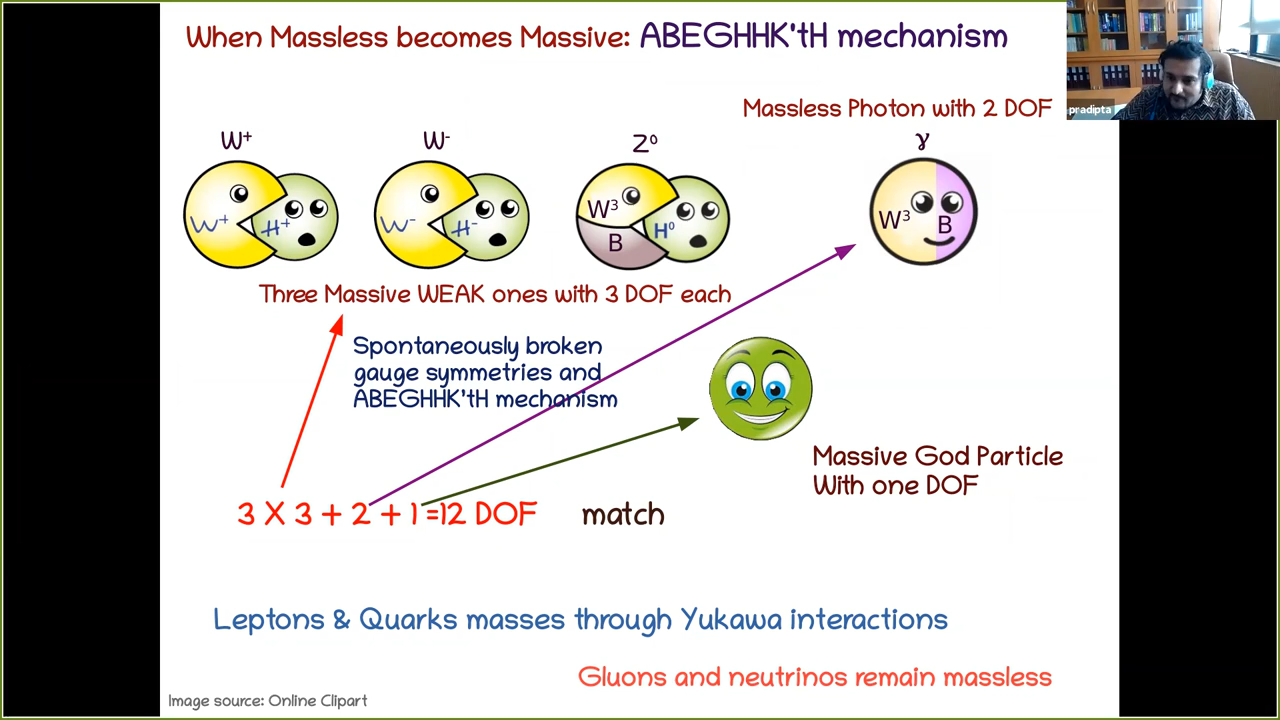 When Massless becomes Massive: ABEGHHK'tH mechanism
pradipta
Massless Photon with 2 DOF
W⁺ W⁻ Z⁰ γ
W⁺ H⁺ W⁻ H⁻ W³ B H⁰ W³ B
Three Massive WEAK ones with 3 DOF each
Spontaneously broken
gauge symmetries and
ABEGHHK'tH mechanism
Massive God Particle
With one DOF
3 X 3 + 2 + 1 =12 DOF match
Leptons & Quarks masses through Yukawa interactions
Gluons and neutrinos remain massless
Image source: Online Clipart